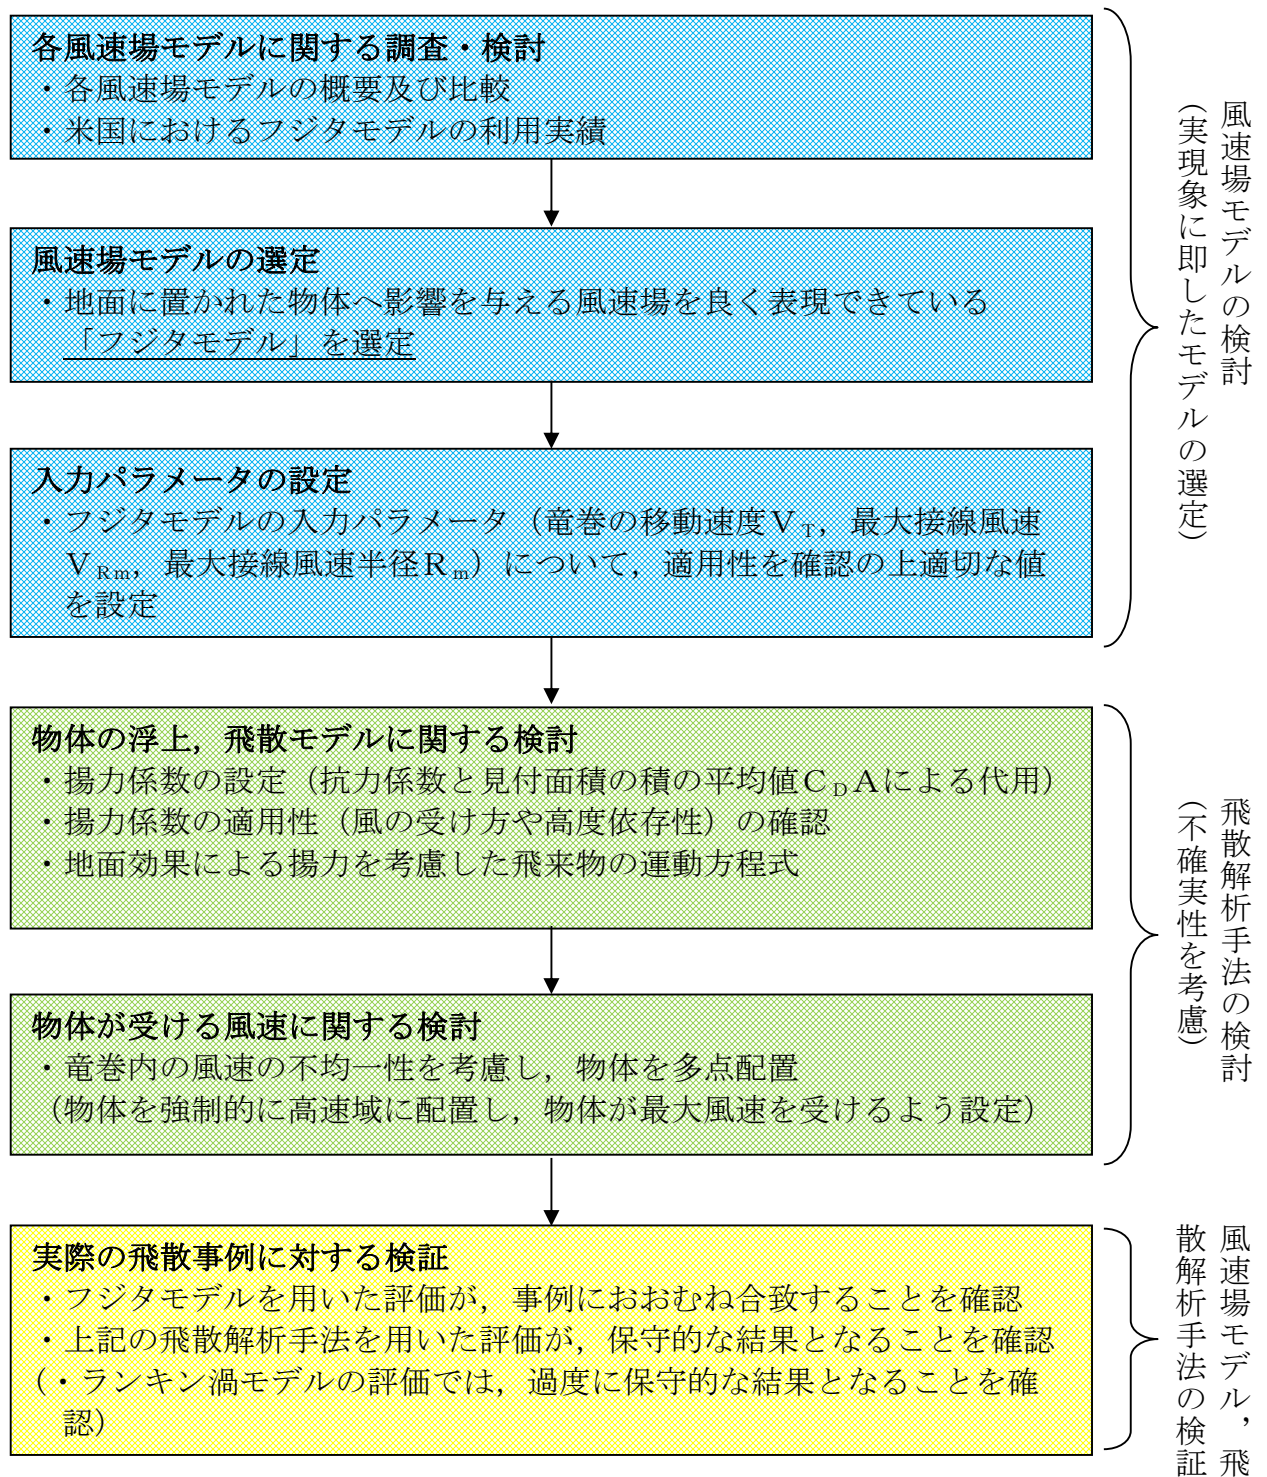 各風速場モデルに関する調査・検討
・各風速場モデルの概要及び比較
・米国におけるフジタモデルの利用実績
風速場モデルの選定
・地面に置かれた物体へ影響を与える風速場を良く表現できている
「フジタモデル」を選定
入力パラメータの設定
・フジタモデルの入力パラメータ（竜巻の移動速度ＶT，最大接線風速
ＶRm，最大接線風速半径Ｒm）について，適用性を確認の上適切な値
を設定
風速場モデルの検討
（実現象に即したモデルの選定）
物体の浮上，飛散モデルに関する検討
・揚力係数の設定（抗力係数と見付面積の積の平均値ＣDＡによる代用）
・揚力係数の適用性（風の受け方や高度依存性）の確認
・地面効果による揚力を考慮した飛来物の運動方程式
物体が受ける風速に関する検討
・竜巻内の風速の不均一性を考慮し，物体を多点配置
（物体を強制的に高速域に配置し，物体が最大風速を受けるよう設定）
飛散解析手法の検討
（不確実性を考慮）
実際の飛散事例に対する検証
・フジタモデルを用いた評価が，事例におおむね合致することを確認
・上記の飛散解析手法を用いた評価が，保守的な結果となることを確認
（・ランキン渦モデルの評価では，過度に保守的な結果となることを確
認）
風速場モデル，飛
散解析手法の検証